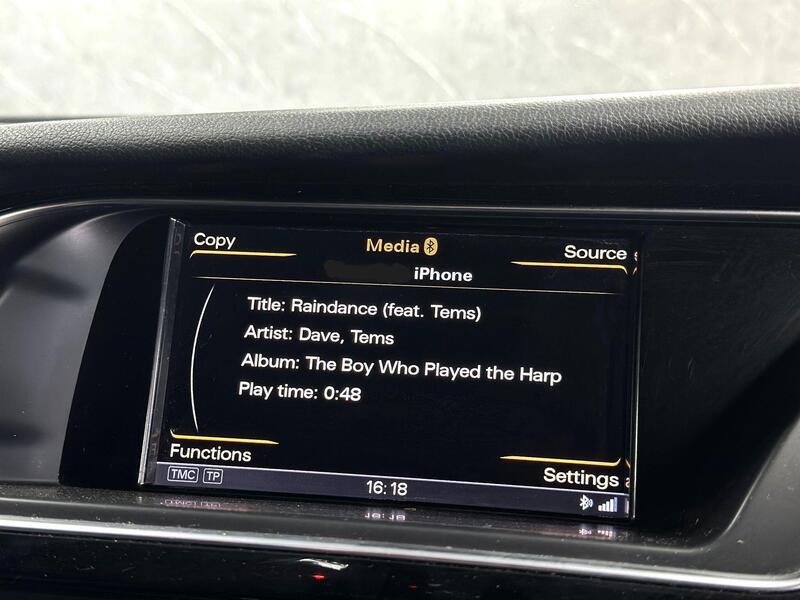 Copy
Media
Source
iPhone
Title: Raindance (feat. Tems)
Artist: Dave, Tems
Album: The Boy Who Played the Harp
Play time: 0:48
Functions
Settings
TMC TP
16:18